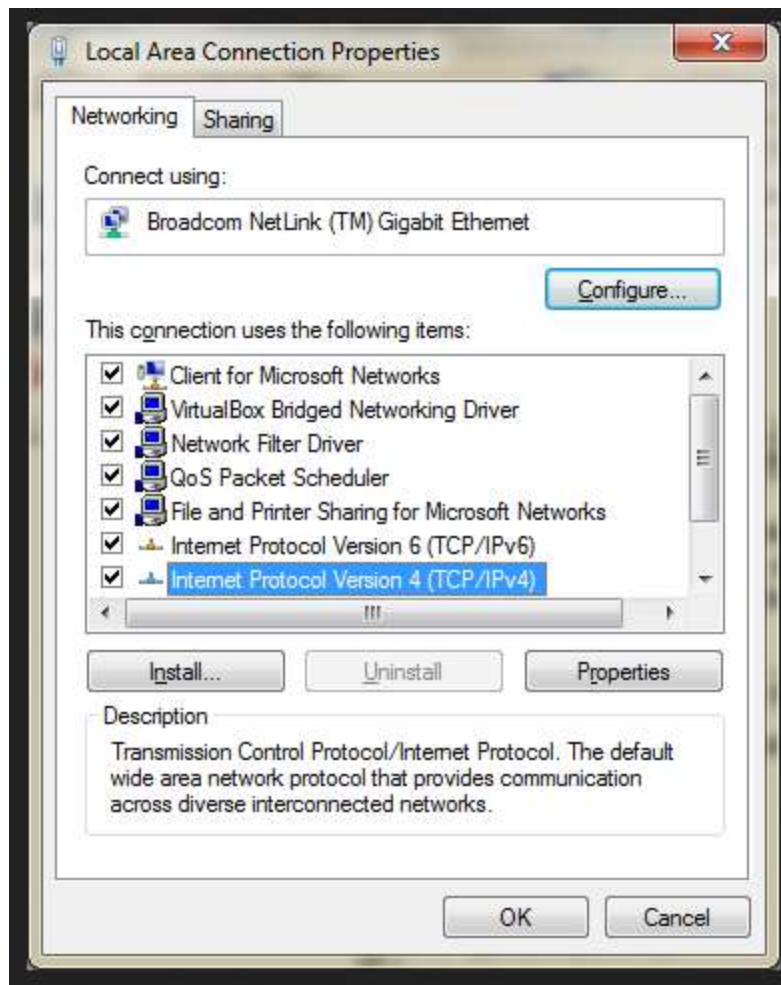 Local Area Connection Properties
Networking
Sharing
Connect using:
Broadcom NetLink (TM) Gigabit Ethernet
Configure...
This connection uses the following items:
Client for Microsoft Networks
VirtualBox Bridged Networking Driver
Network Filter Driver
QoS Packet Scheduler
File and Printer Sharing for Microsoft Networks
Internet Protocol Version 6 (TCP/IPv6)
Internet Protocol Version 4 (TCP/IPv4)
Install...
Uninstall
Properties
Description
Transmission Control Protocol/Internet Protocol. The default
wide area network protocol that provides communication
across diverse interconnected networks.
OK
Cancel